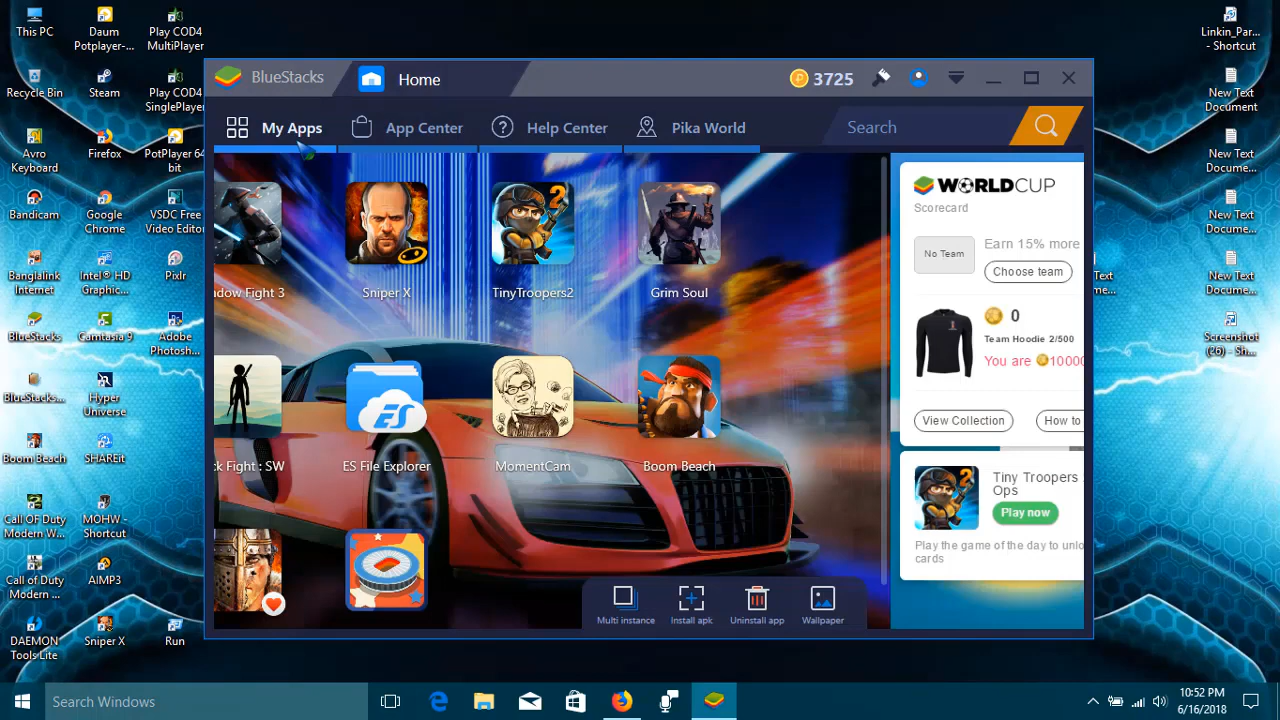 This PC
Daum
Potplayer-...
Play COD4
MultiPlayer
Recycle Bin
Steam
Play COD4
SinglePlayer
Avro
Keyboard
Firefox
PotPlayer 64
bit
Bandicam
Google
Chrome
VSDC Free
Video Editor
Banglalink
Internet
Intel® HD
Graphic...
Pixlr
BlueStacks
Camtasia 9
Adobe
Photosh...
BlueStacks...
Hyper
Universe
Boom Beach
SHAREit
Call OF Duty
Modern W...
MOHW -
Shortcut
Call of Duty
Modern ...
AIMP3
DAEMON
Tools Lite
Sniper X
Run
BlueStacks
Home
3725
My Apps
App Center
Help Center
Pika World
Search
dow Fight 3
Sniper X
2
TinyTroopers2
Grim Soul
k Fight : SW
ES
ES File Explorer
MomentCam
Boom Beach
Multi instance
Install apk
Uninstall app
Wallpaper
WORLDCUP
Scorecard
No Team
Earn 15% more
Choose team
0
Team Hoodie 2/500
You are 10000
View Collection
How to
2
Tiny Troopers
Ops
Play now
Play the game of the day to unlo
cards
Linkin_Par...
- Shortcut
New Text
Document
New Text
Docume...
New Text
Docume...
New Text
Docume...
Text
me...
Screenshot
(26) - Sh...
Search Windows
10:52 PM
6/16/2018